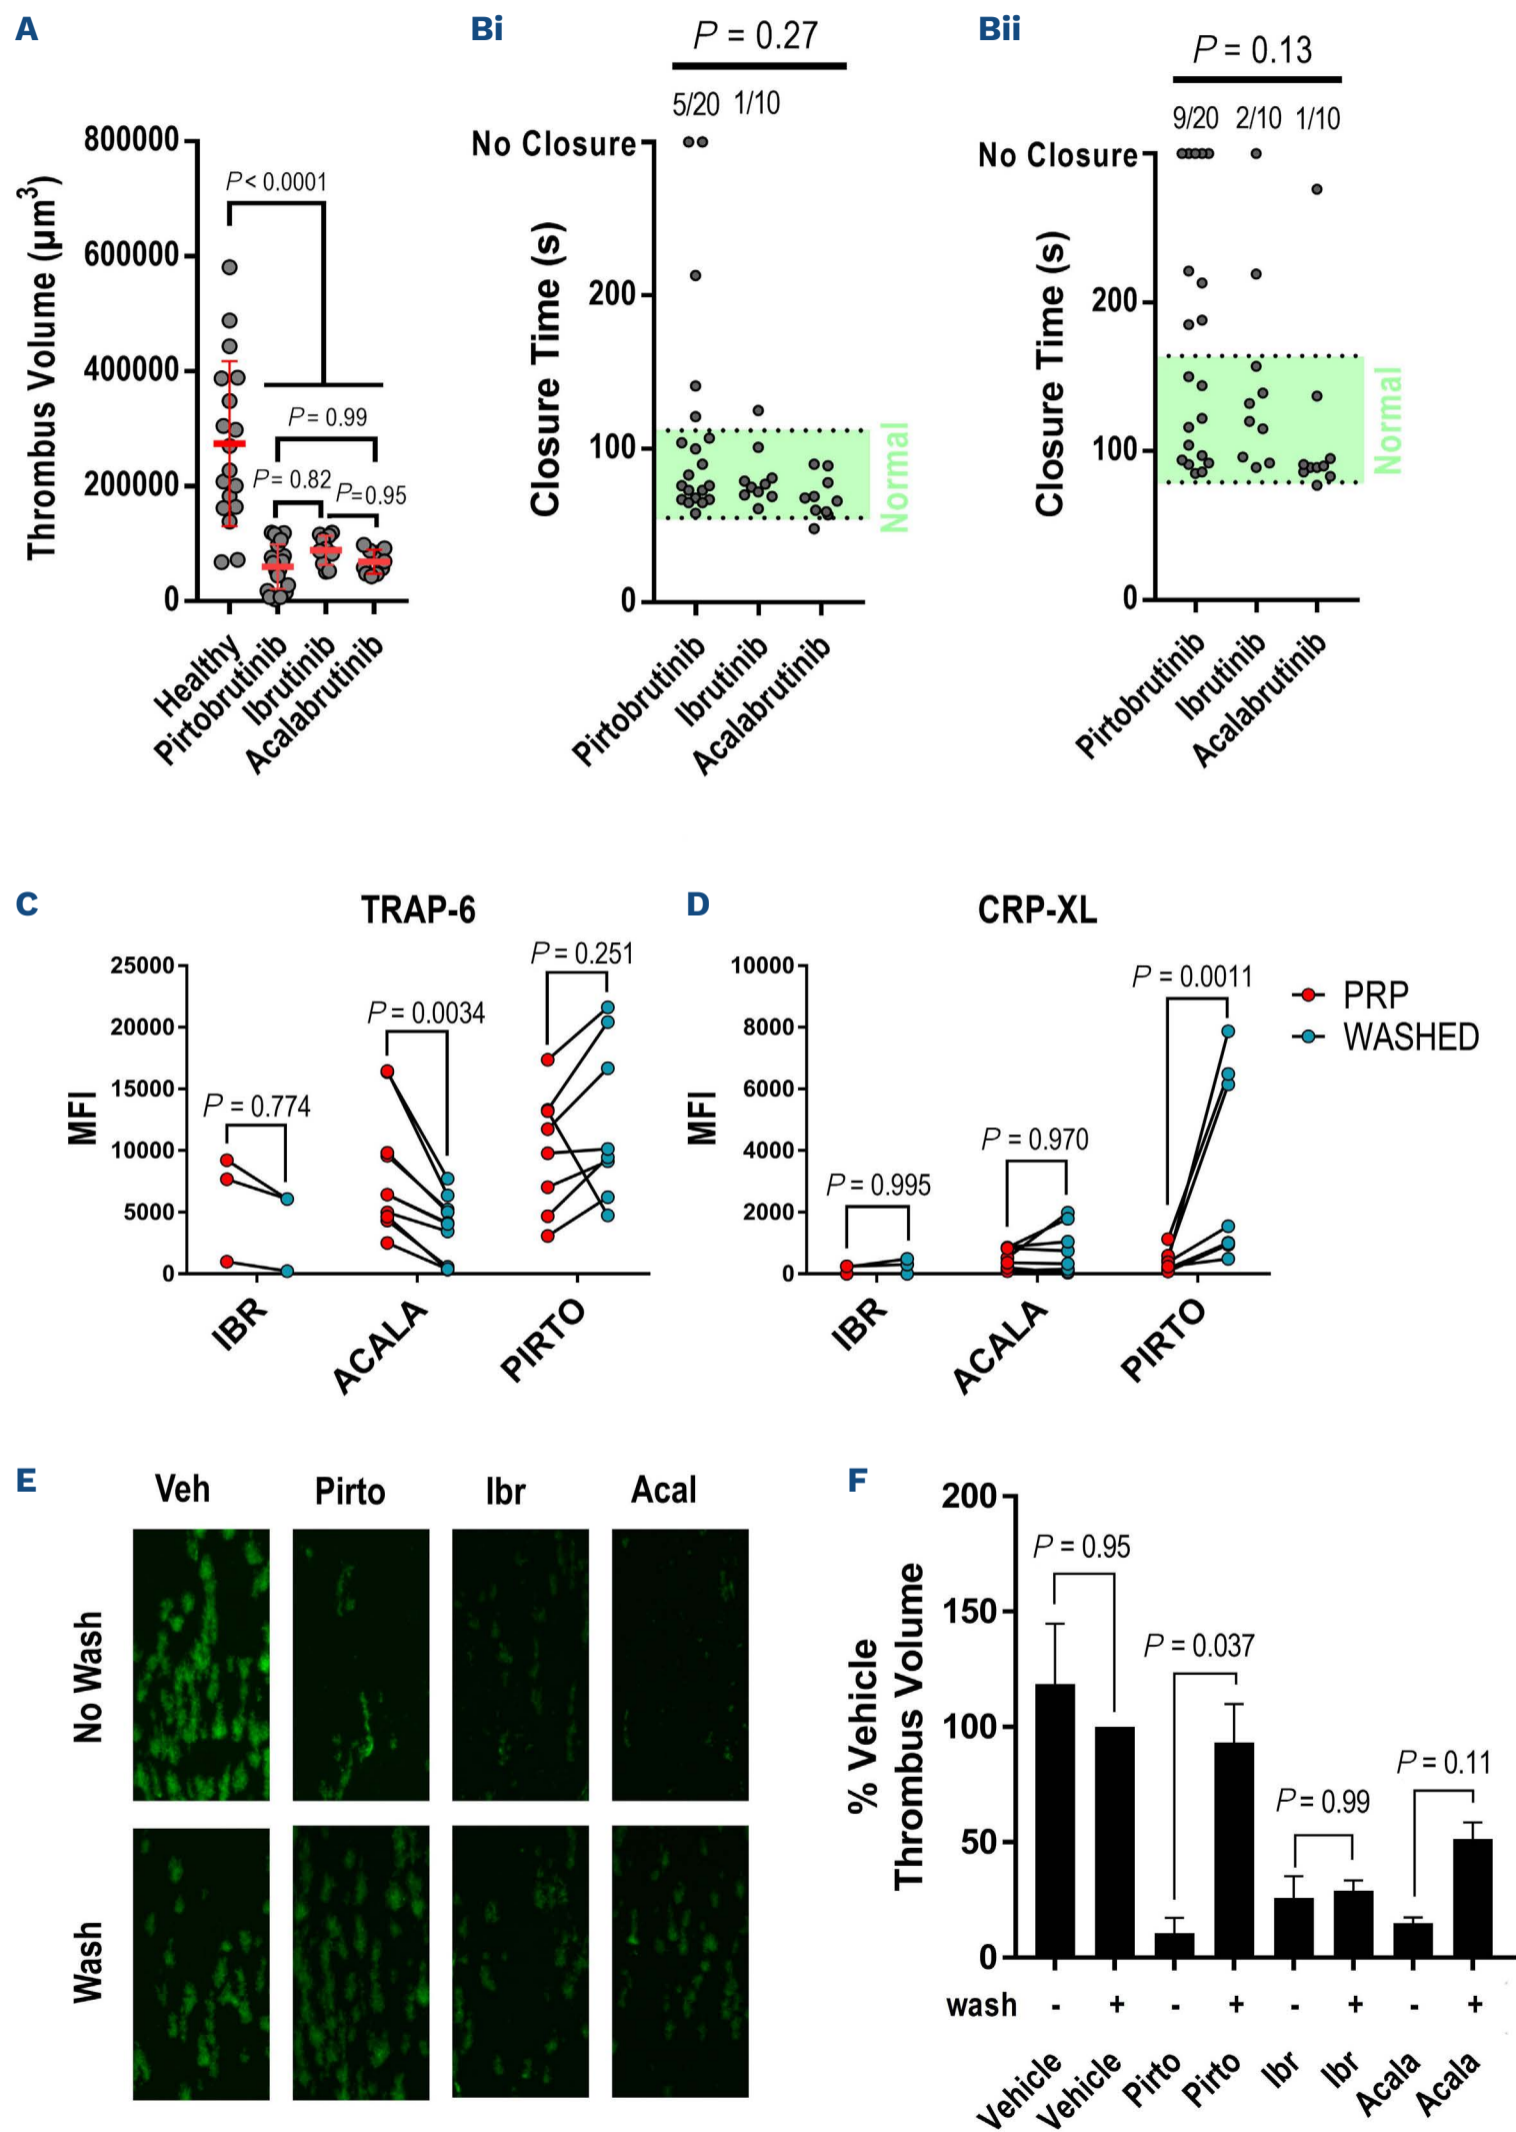 A
Thrombus Volume (µm³)
800000
600000
400000
200000
0
P < 0.0001
P = 0.99
P = 0.82
P=0.95
Healthy
Pirtobrutinib
Ibrutinib
Acalabrutinib
Bi
P = 0.27
5/20 1/10
No Closure
200
100
0
Closure Time (s)
Normal
Pirtobrutinib
Ibrutinib
Acalabrutinib
Bii
P = 0.13
9/20 2/10 1/10
No Closure
200
100
0
Closure Time (s)
Normal
Pirtobrutinib
Ibrutinib
Acalabrutinib
C
TRAP-6
MFI
25000
20000
15000
10000
5000
0
P = 0.774
P = 0.0034
P = 0.251
IBR
ACALA
PIRTO
D
CRP-XL
MFI
10000
8000
6000
4000
2000
0
P = 0.995
P = 0.970
P = 0.0011
IBR
ACALA
PIRTO
PRP
WASHED
E
Veh Pirto Ibr Acal
No Wash
Wash
F
% Vehicle
Thrombus Volume
200
150
100
50
0
P = 0.95
P = 0.037
P = 0.99
P = 0.11
wash - + - + - + - +
Vehicle
Vehicle
Pirto
Pirto
Ibr
Ibr
Acala
Acala